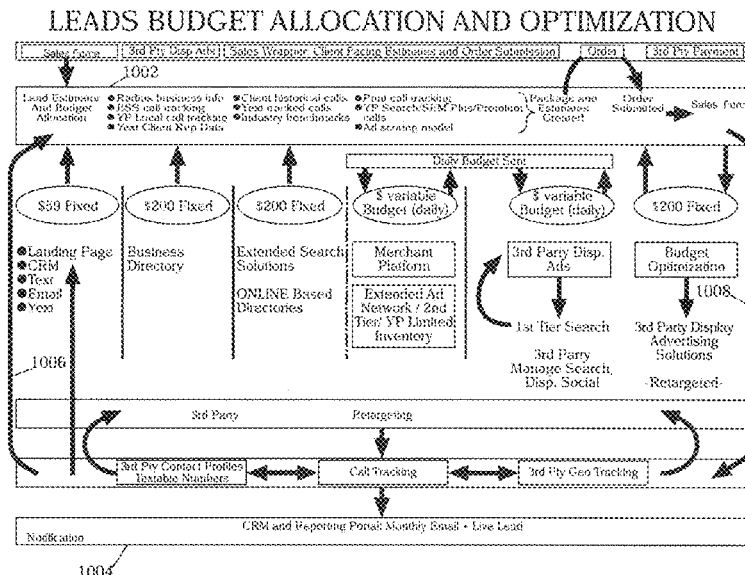 LEADS BUDGET ALLOCATION AND OPTIMIZATION
Sales force
3rd Pty Disp Ads
Sales Wrapper: Client Facing Estimates and Order Submission
Order
3rd Pty Payment
1002
Lead Estimate
And Budget
Allocation
Radius business info
BSS call tracking
YP Local call tracking
Yext Client Rep Data
Client historical calls
Yext tracked calls
Industry benchmarks
Print call tracking
YP Search/SEM Plus/Promotion
calls
Ad serving model
Package and
Estimates
Created
Order
Submitted
Sales Force
Daily Budget Sent
$59 Fixed
$200 Fixed
$200 Fixed
$ variable
Budget (daily)
$ variable
Budget (daily)
$200 Fixed
Landing Page
CRM
Text
Email
Yext
Business
Directory
Extended Search
Solutions
ONLINE Based
Directories
Merchant
Platform
Extended Ad
Network / 2nd
Tier/ YP Limited
Inventory
3rd Party Disp.
Ads
1st Tier Search
3rd Party
Manage Search,
Disp. Social
Budget
Optimization
1008
3rd Party Display
Advertising
Solutions
-Retargeted-
1006
3rd Party
Retargeting
3rd Pty Contact Profiles
Textable Numbers
Call Tracking
3rd Pty Geo Tracking
CRM and Reporting Portal: Monthly Email + Live Lead
Notification
1004